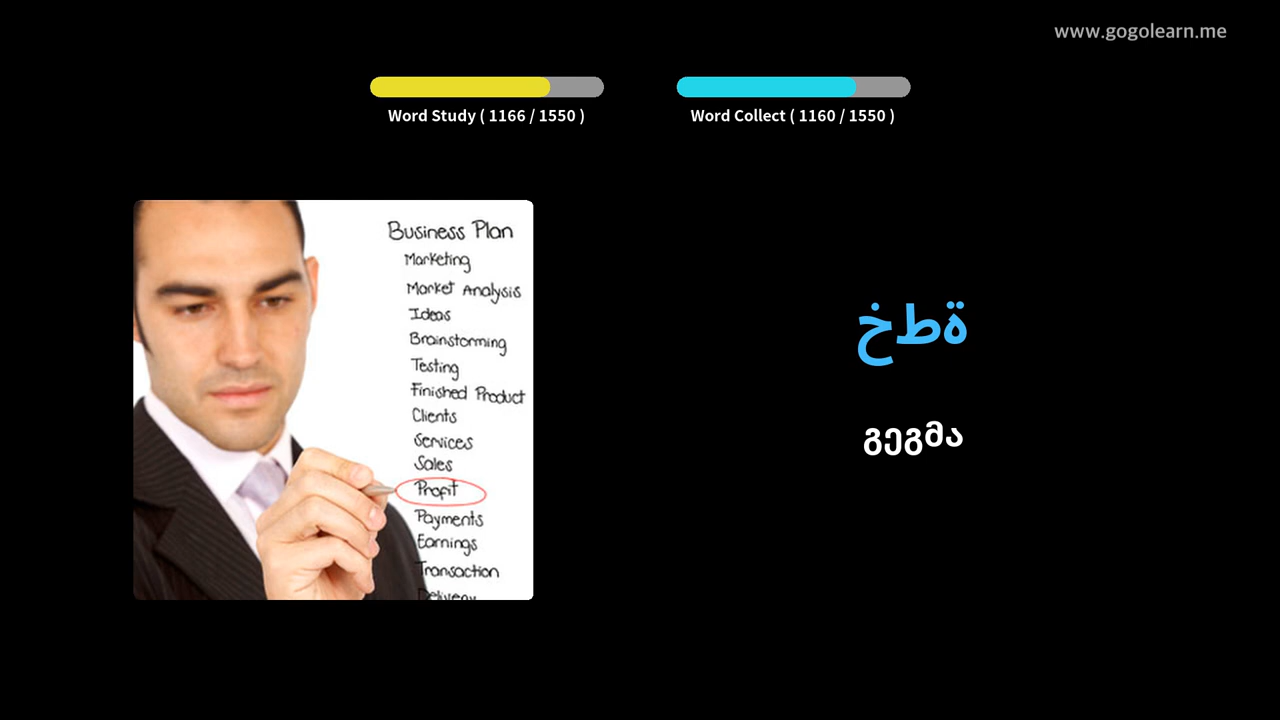 www.gogolearn.me
Word Study ( 1166 / 1550 )
Word Collect ( 1160 / 1550 )
Business Plan
Marketing
Market Analysis
Ideas
Brainstorming
Testing
Finished Product
Clients
Services
Sales
Profit
Payments
Earnings
Transaction
Delivery
خطة
გეგმა